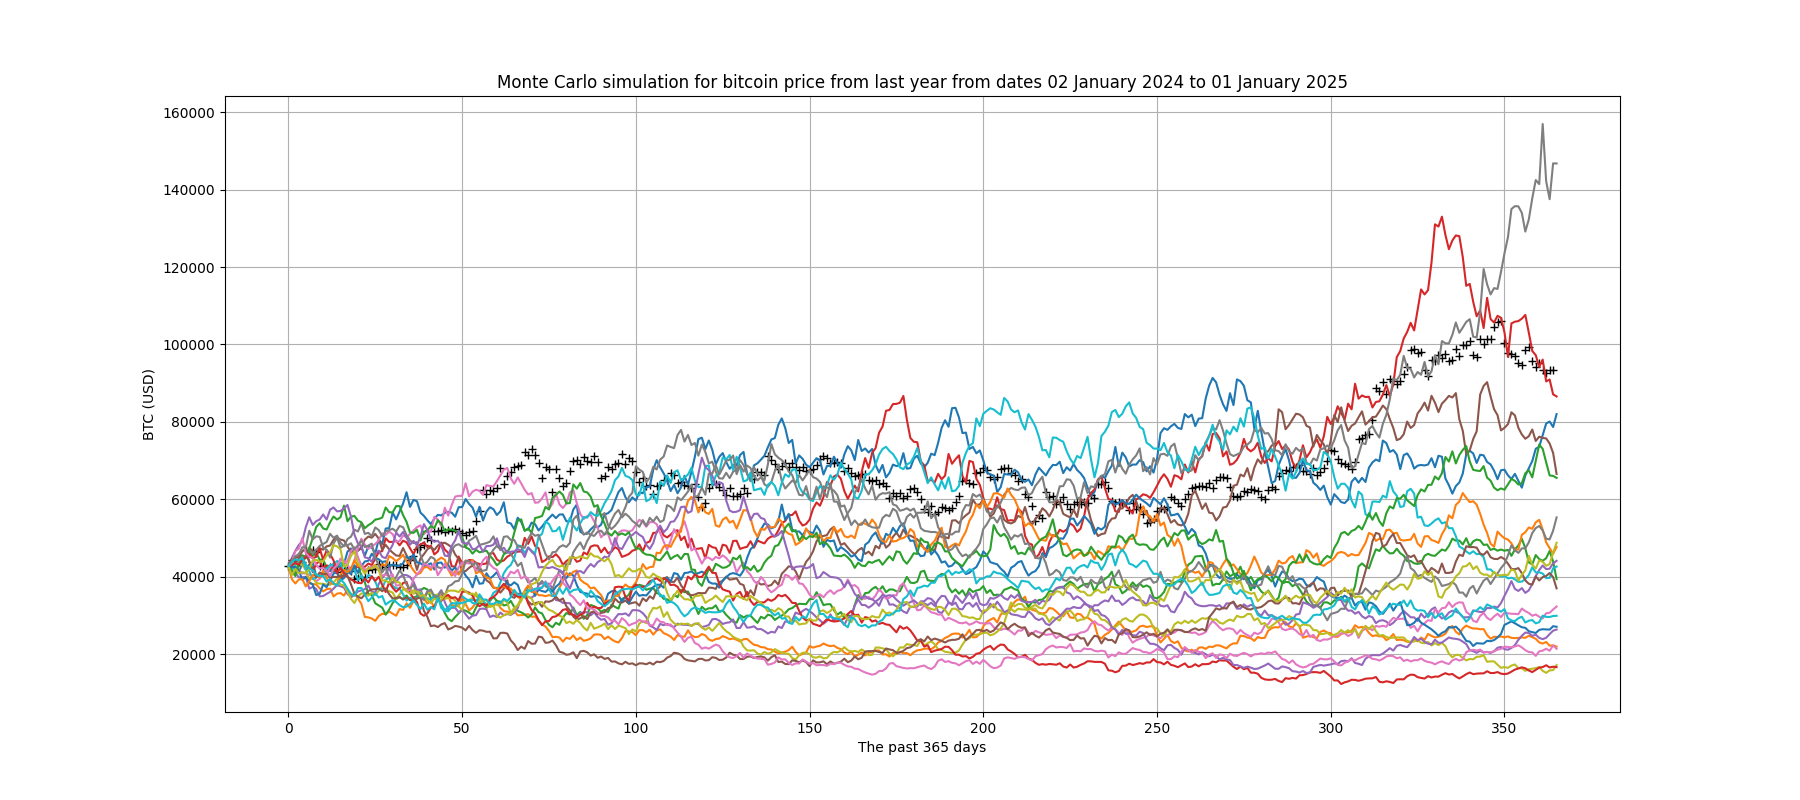 Monte Carlo simulation for bitcoin price from last year from dates 02 January 2024 to 01 January 2025
160000
140000
120000
100000
80000
60000
40000
20000
BTC (USD)
0 50 100 150 200 250 300 350
The past 365 days